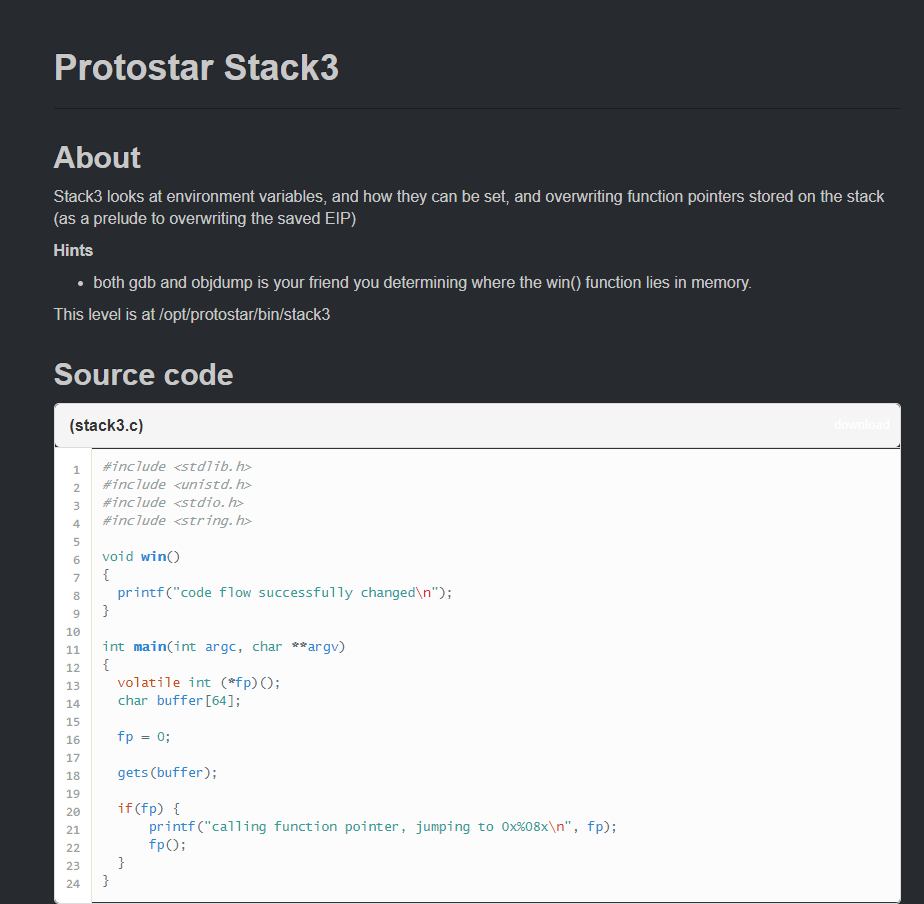 Protostar Stack3
About
Stack3 looks at environment variables, and how they can be set, and overwriting function pointers stored on the stack
(as a prelude to overwriting the saved EIP)
Hints
• both gdb and objdump is your friend you determining where the win() function lies in memory.
This level is at /opt/protostar/bin/stack3
Source code
(stack3.c) download
1 #include <stdlib.h>
2 #include <unistd.h>
3 #include <stdio.h>
4 #include <string.h>
5
6 void win()
7 {
8   printf("code flow successfully changed\n");
9 }
10
11 int main(int argc, char **argv)
12 {
13   volatile int (*fp)();
14   char buffer[64];
15
16   fp = 0;
17
18   gets(buffer);
19
20   if(fp) {
21       printf("calling function pointer, jumping to 0x%08x\n", fp);
22       fp();
23   }
24 }